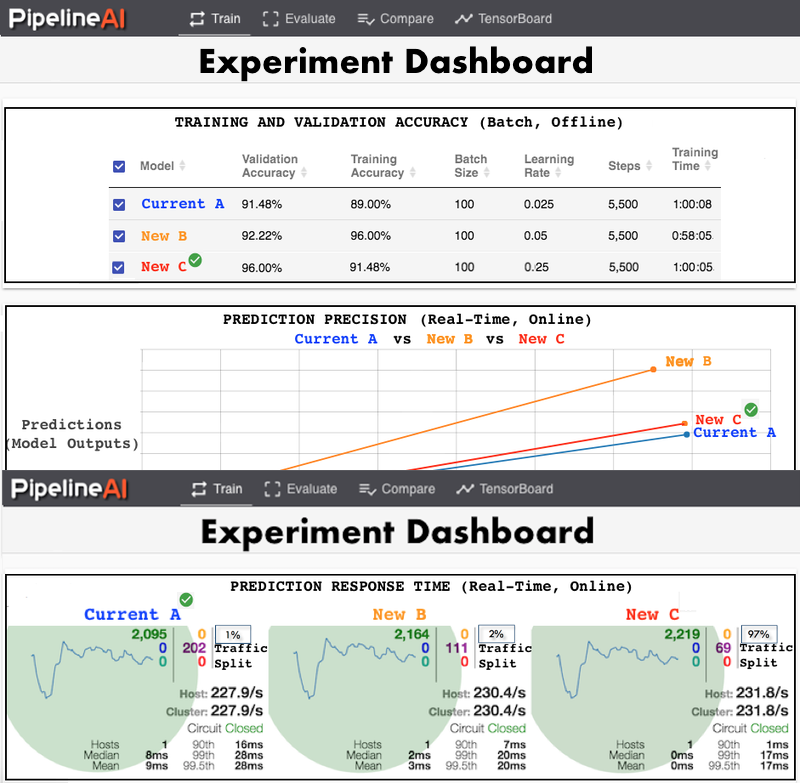 PipelineAI Train Evaluate Compare TensorBoard
Experiment Dashboard
TRAINING AND VALIDATION ACCURACY (Batch, Offline)
Model Validation Accuracy Training Accuracy Batch Size Learning Rate Steps Training Time
Current A 91.48% 89.00% 100 0.025 5,500 1:00:08
New B 92.22% 96.00% 100 0.05 5,500 0:58:05
New C 96.00% 91.48% 100 0.25 5,500 1:00:05
PREDICTION PRECISION (Real-Time, Online)
Current A vs New B vs New C
New B
New C
Current A
Predictions
(Model Outputs)
PipelineAI Train Evaluate Compare TensorBoard
Experiment Dashboard
PREDICTION RESPONSE TIME (Real-Time, Online)
Current A New B New C
2,095 0 1% 2,164 0 2% 2,219 0 97%
0 202 Traffic 0 111 Traffic 0 69 Traffic
0 0 Split 0 0 Split 0 0 Split
Host: 227.9/s Host: 230.4/s Host: 231.8/s
Cluster: 227.9/s Cluster: 230.4/s Cluster: 231.8/s
Circuit Closed Circuit Closed Circuit Closed
Hosts 1 90th 16ms Hosts 1 90th 7ms Hosts 1 90th 1ms
Median 8ms 99th 28ms Median 2ms 99th 20ms Median 0ms 99th 17ms
Mean 9ms 99.5th 28ms Mean 3ms 99.5th 20ms Mean 0ms 99.5th 17ms